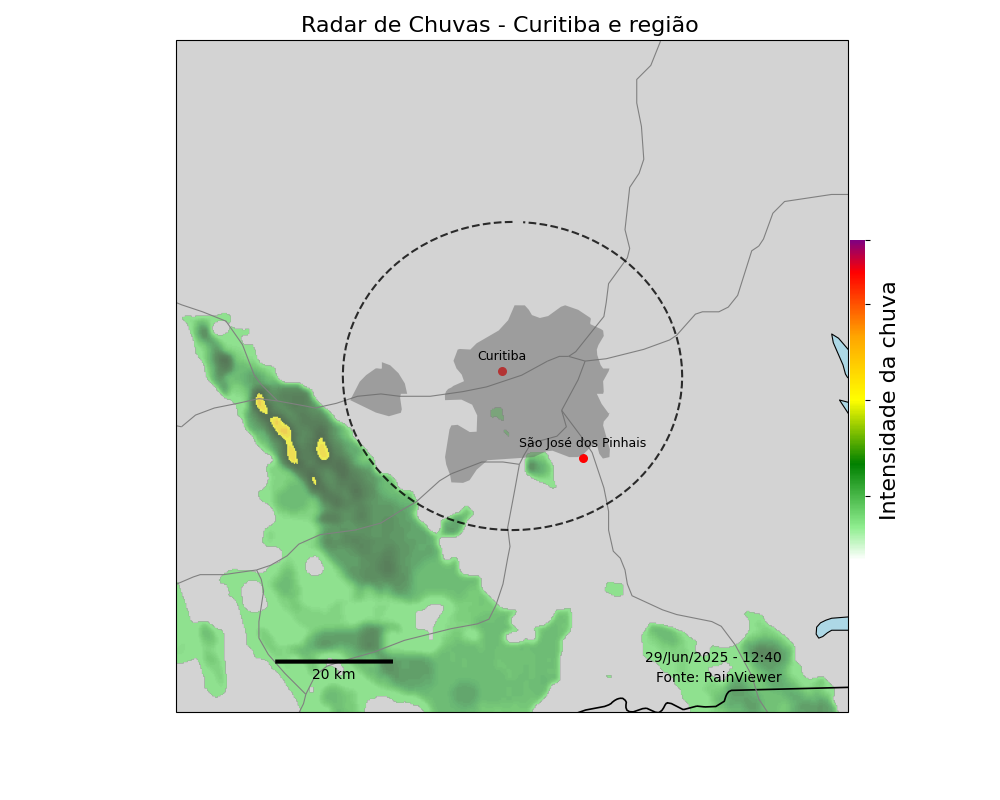 Radar de Chuvas - Curitiba e região
Curitiba
São José dos Pinhais
Intensidade da chuva
29/Jun/2025 - 12:40
Fonte: RainViewer
20 km